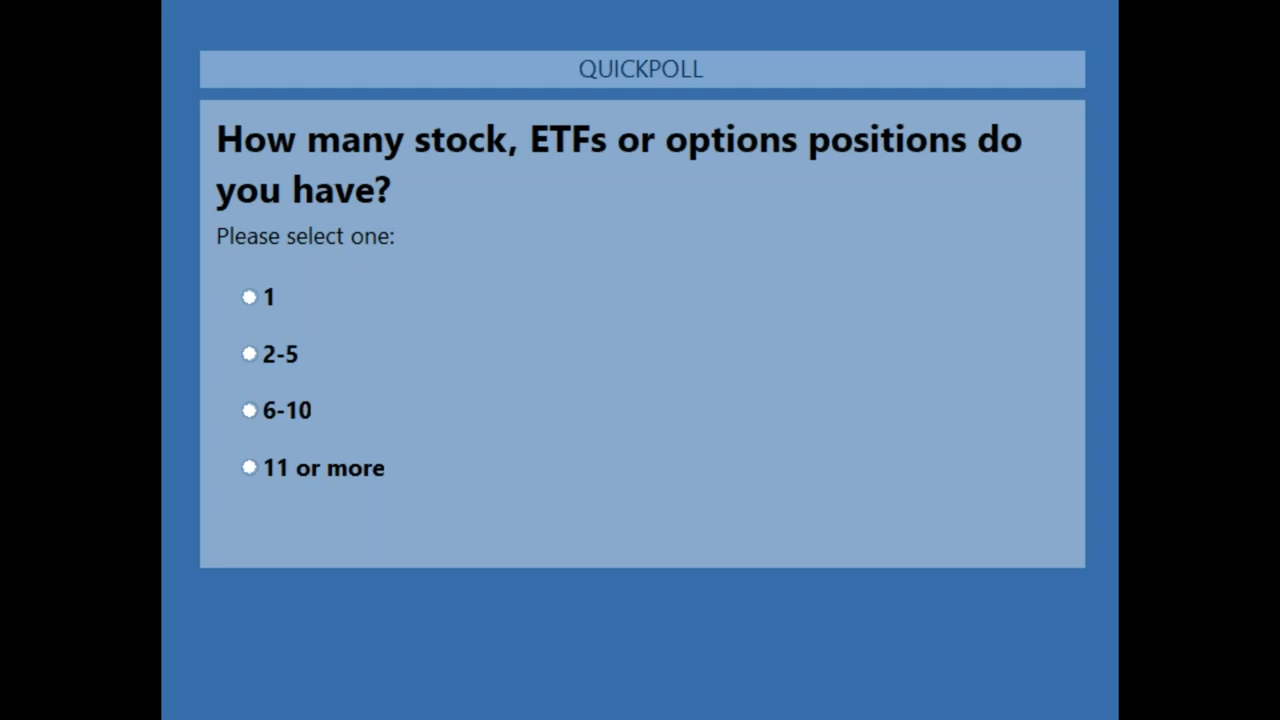 QUICKPOLL
How many stock, ETFs or options positions do
you have?
Please select one:
1
2-5
6-10
11 or more